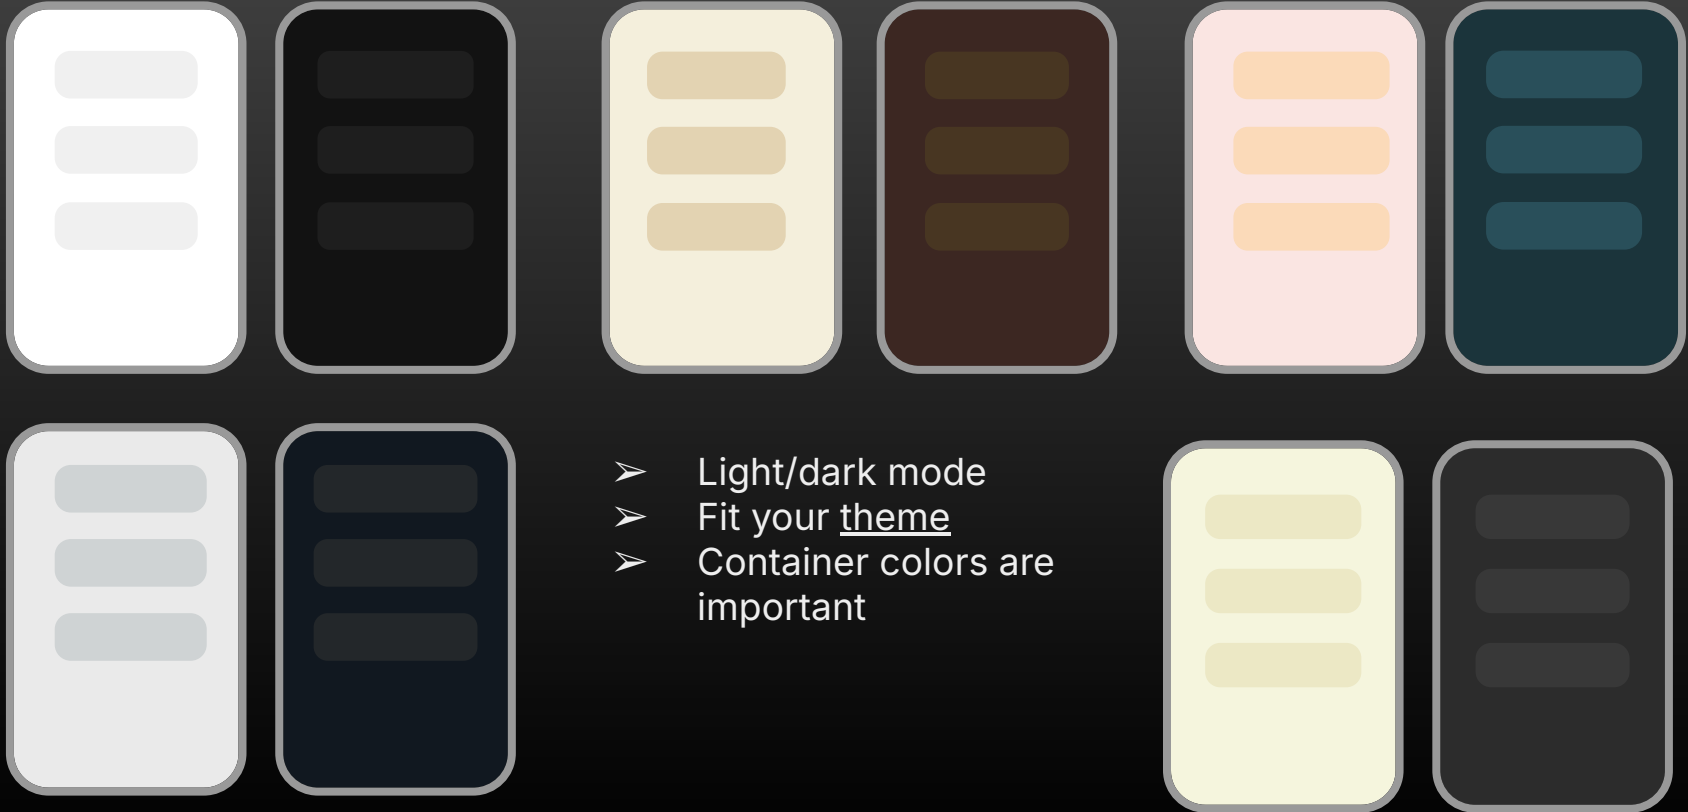 ➢ Light/dark mode
➢ Fit your theme
➢ Container colors are
important